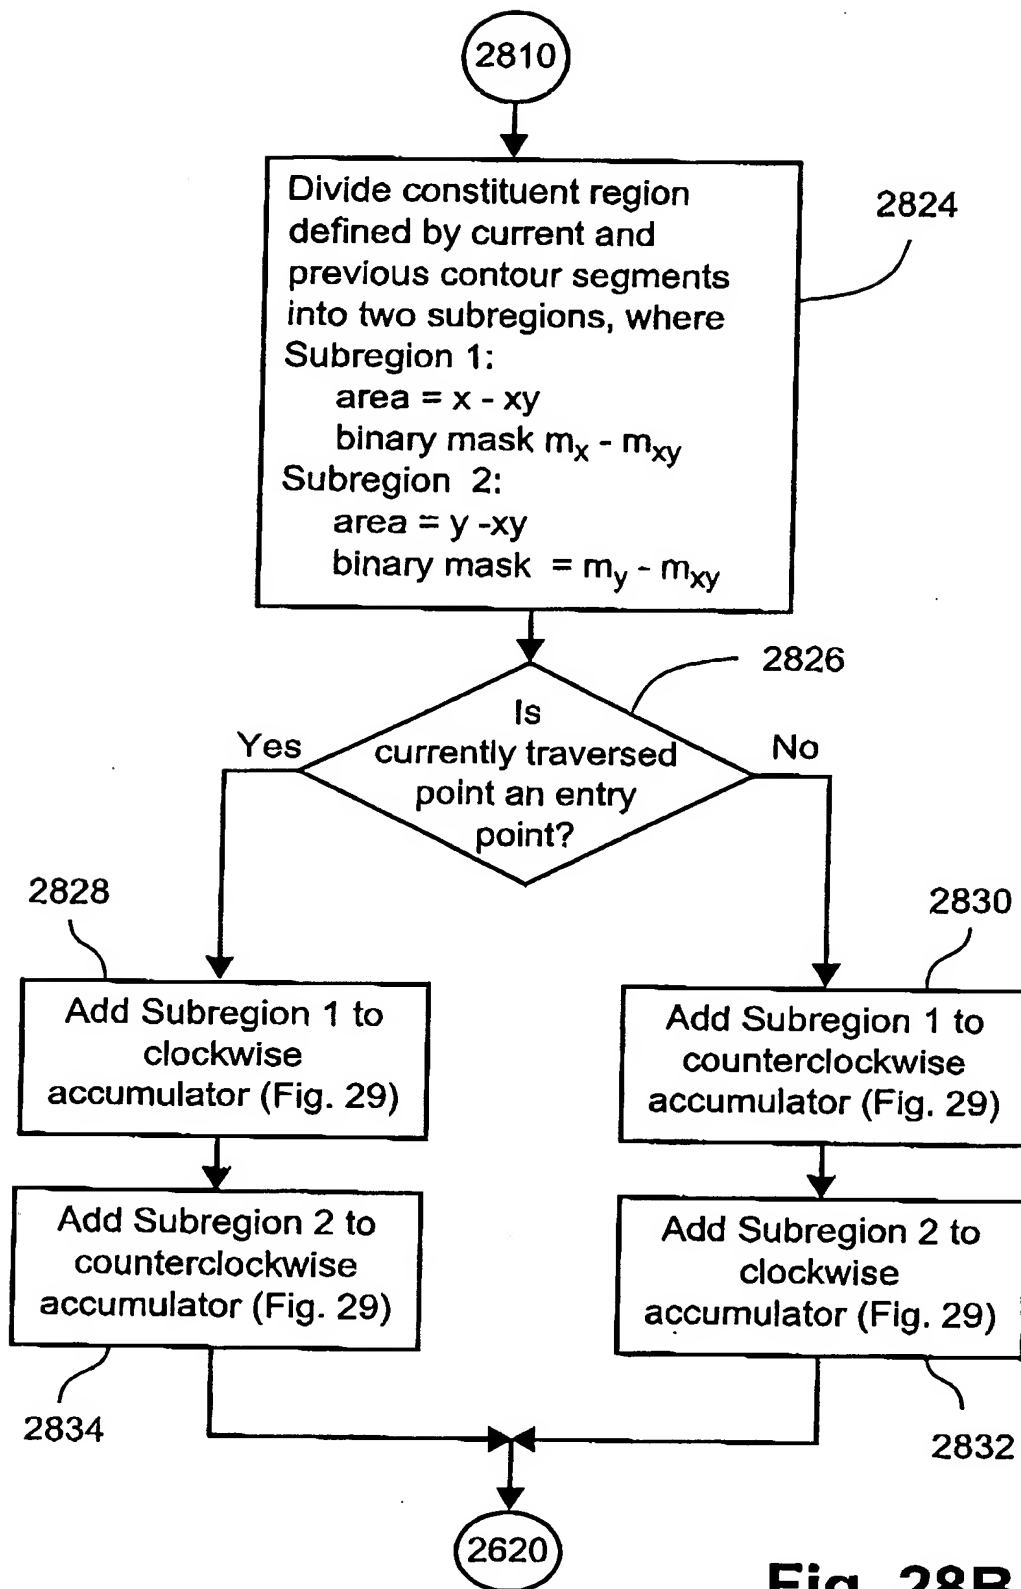 2810
Divide constituent region
defined by current and
previous contour segments
into two subregions, where
Subregion 1:
area = x - xy
binary mask mx - mxy
Subregion 2:
area = y -xy
binary mask = my - mxy
2824
2826
Is
currently traversed
point an entry
point?
Yes
No
2828
2830
Add Subregion 1 to
clockwise
accumulator (Fig. 29)
Add Subregion 1 to
counterclockwise
accumulator (Fig. 29)
Add Subregion 2 to
counterclockwise
accumulator (Fig. 29)
Add Subregion 2 to
clockwise
accumulator (Fig. 29)
2834
2832
2620
Fig. 28B